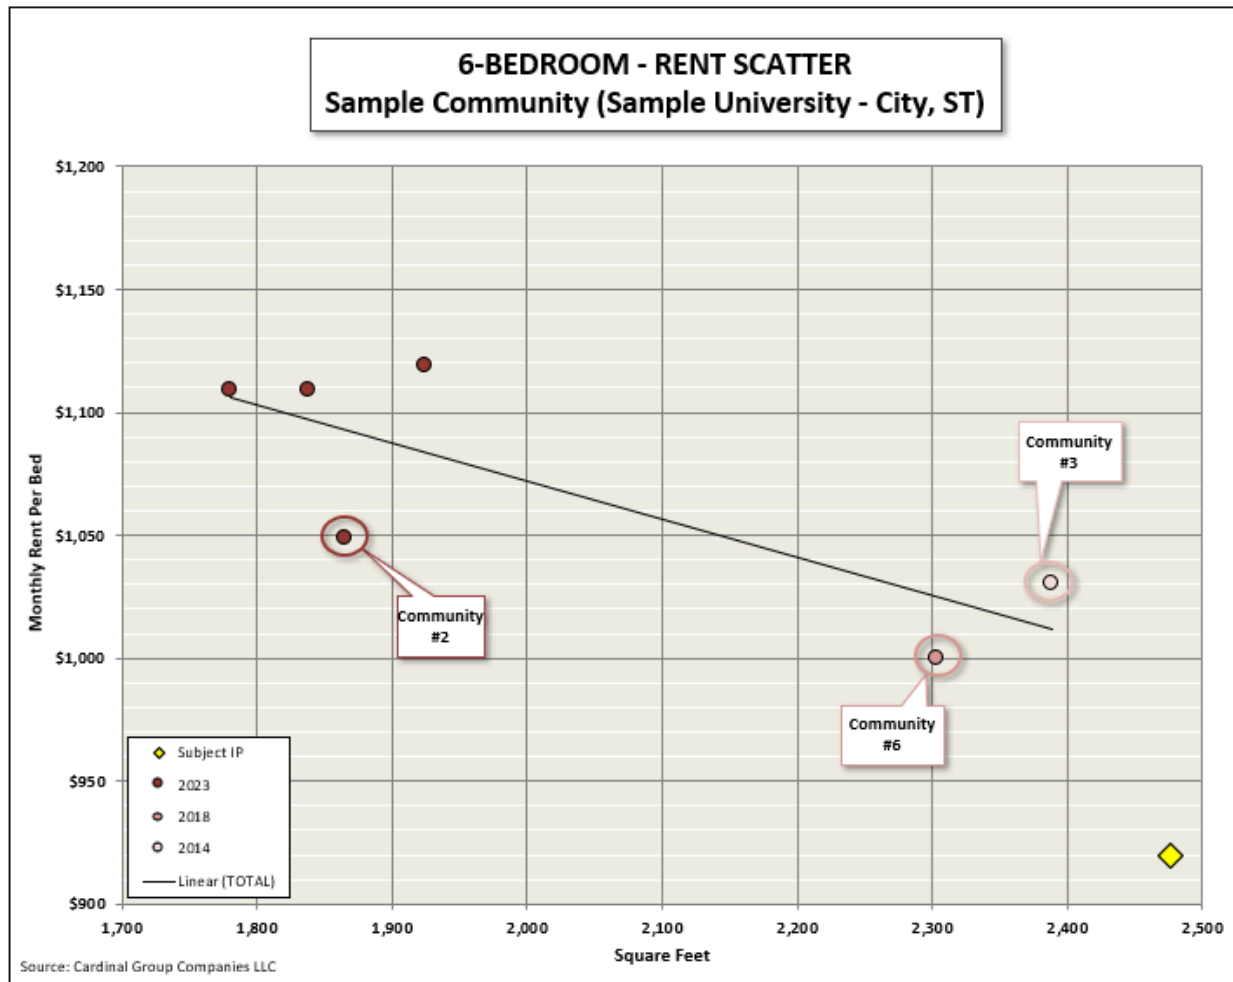 6-BEDROOM - RENT SCATTER
Sample Community (Sample University - City, ST)
$1,200
$1,150
$1,100
$1,050
$1,000
$950
$900
Monthly Rent Per Bed
Community
#3
Community
#2
Community
#6
Subject IP
2023
2018
2014
Linear (TOTAL)
1,700 1,800 1,900 2,000 2,100 2,200 2,300 2,400 2,500
Square Feet
Source: Cardinal Group Companies LLC